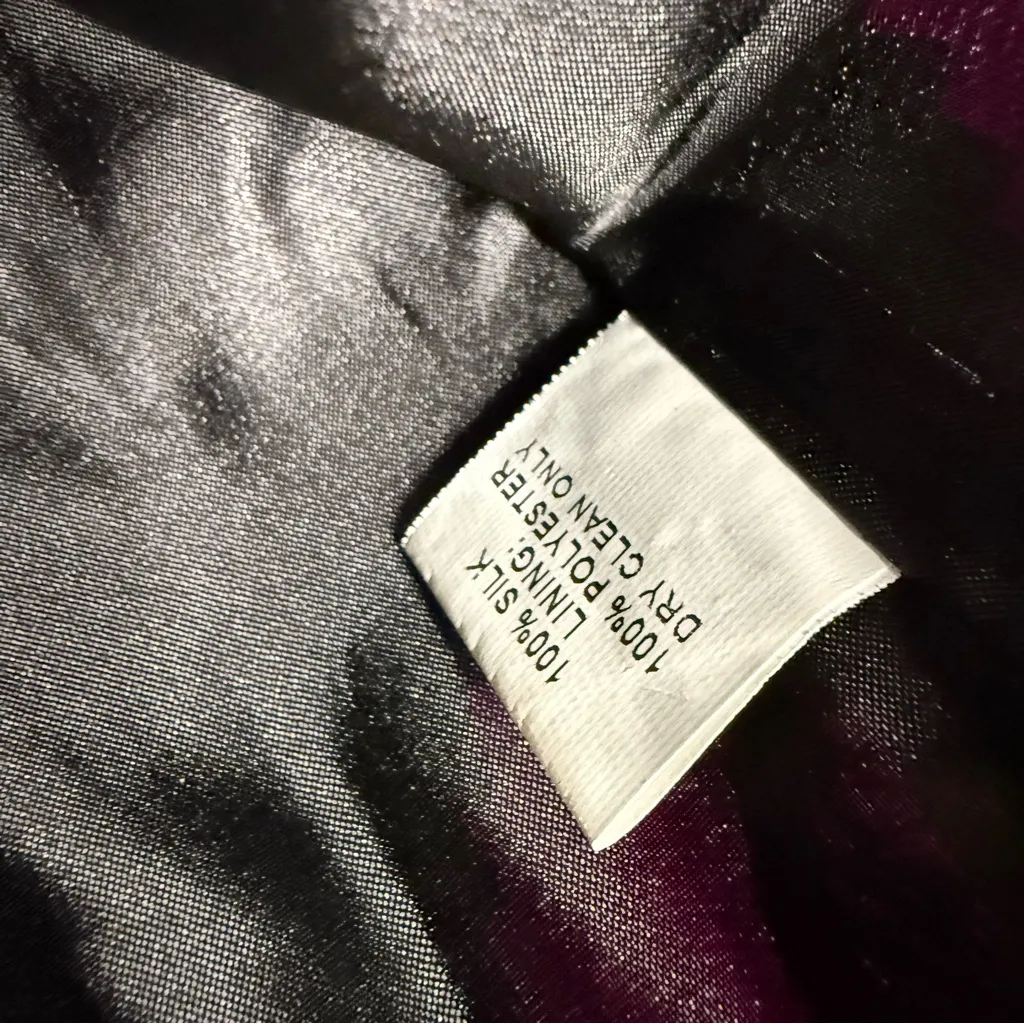 100% SILK
LINING:
100% POLYESTER
DRY CLEAN ONLY